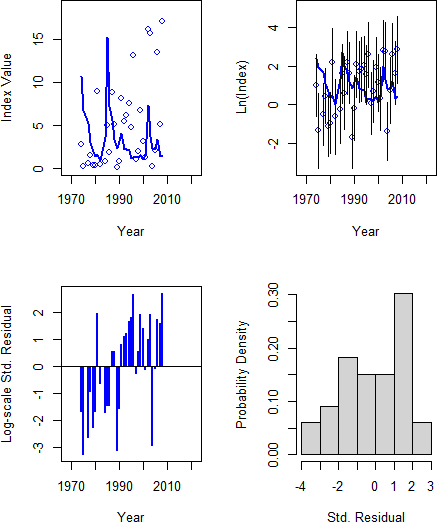 Index Value
0 5 10 15
1970 1990 2010
Year
Ln(Index)
-2 0 2 4
1970 1990 2010
Year
Log-scale Std. Residual
-3 -2 -1 0 1 2
1970 1990 2010
Year
Probability Density
0.00 0.10 0.20 0.30
-4 -2 0 1 2 3
Std. Residual